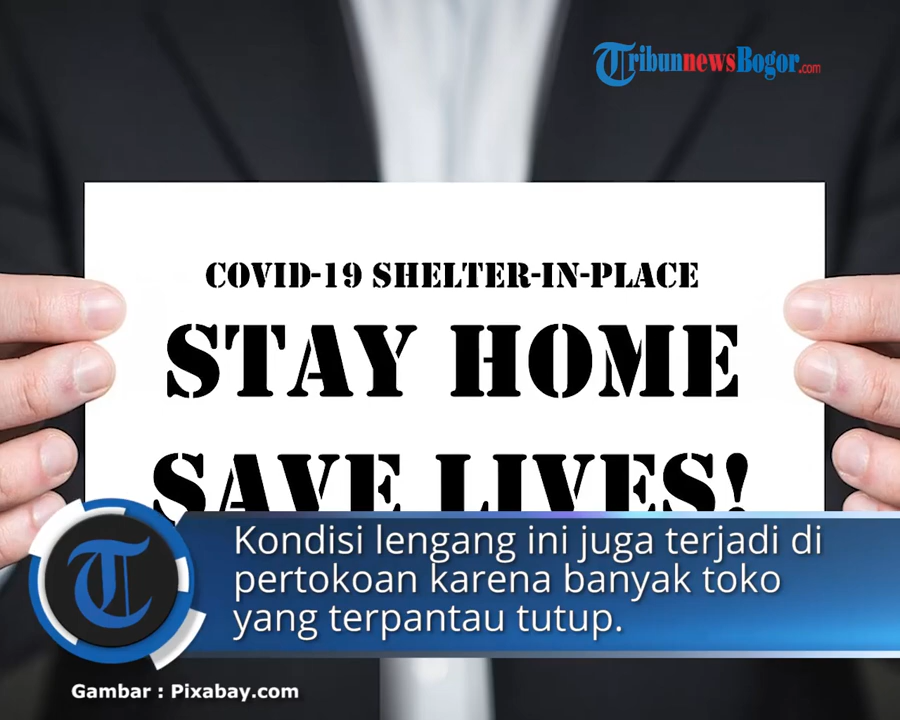 TribunnewsBogor.com
COVID-19 SHELTER-IN-PLACE
STAY HOME
SAVE LIVES!
Kondisi lengang ini juga terjadi di
pertokoan karena banyak toko
yang terpantau tutup.
Gambar : Pixabay.com